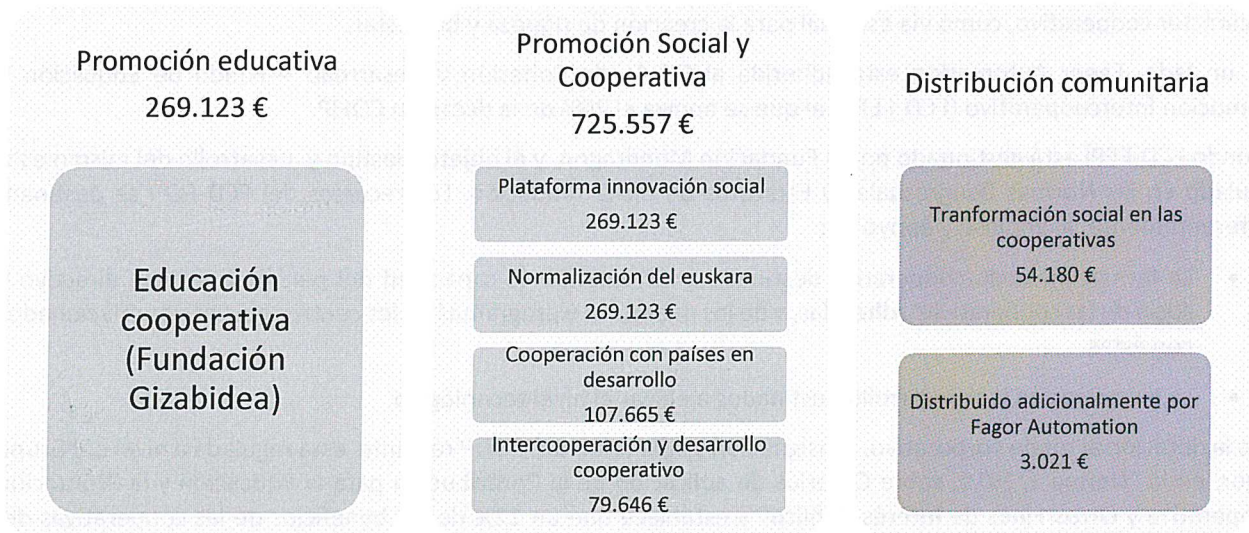 Promoción educativa
269.123 €
Educación
cooperativa
(Fundación
Gizabidea)
Promoción Social y
Cooperativa
725.557 €
Plataforma innovación social
269.123 €
Normalización del euskara
269.123 €
Cooperación con países en
desarrollo
107.665 €
Intercooperación y desarrollo
cooperativo
79.646 €
Distribución comunitaria
Tranformación social en las
cooperativas
54.180 €
Distribuido adicionalmente por
Fagor Automation
3.021 €